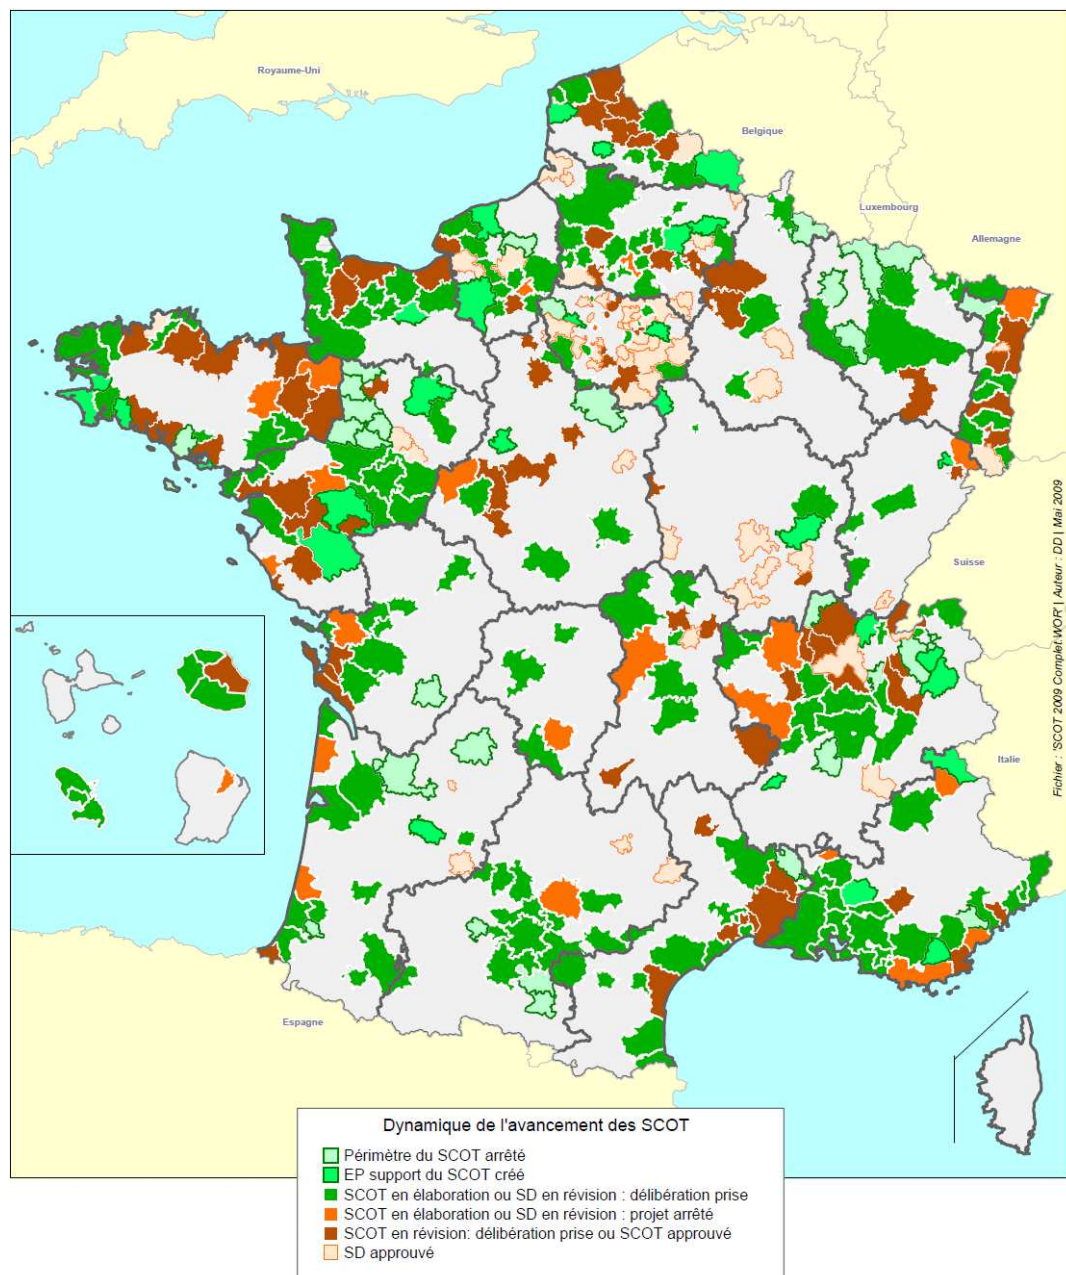 Royaume-Uni
Belgique
Luxembourg
Allemagne
Suisse
Italie
Espagne
Fichier : 'SCOT 2009 Complet.WOR' | Auteur : DD | Mai 2009
Dynamique de l'avancement des SCOT
Périmètre du SCOT arrêté
EP support du SCOT créé
SCOT en élaboration ou SD en révision : délibération prise
SCOT en élaboration ou SD en révision : projet arrêté
SCOT en révision: délibération prise ou SCOT approuvé
SD approuvé